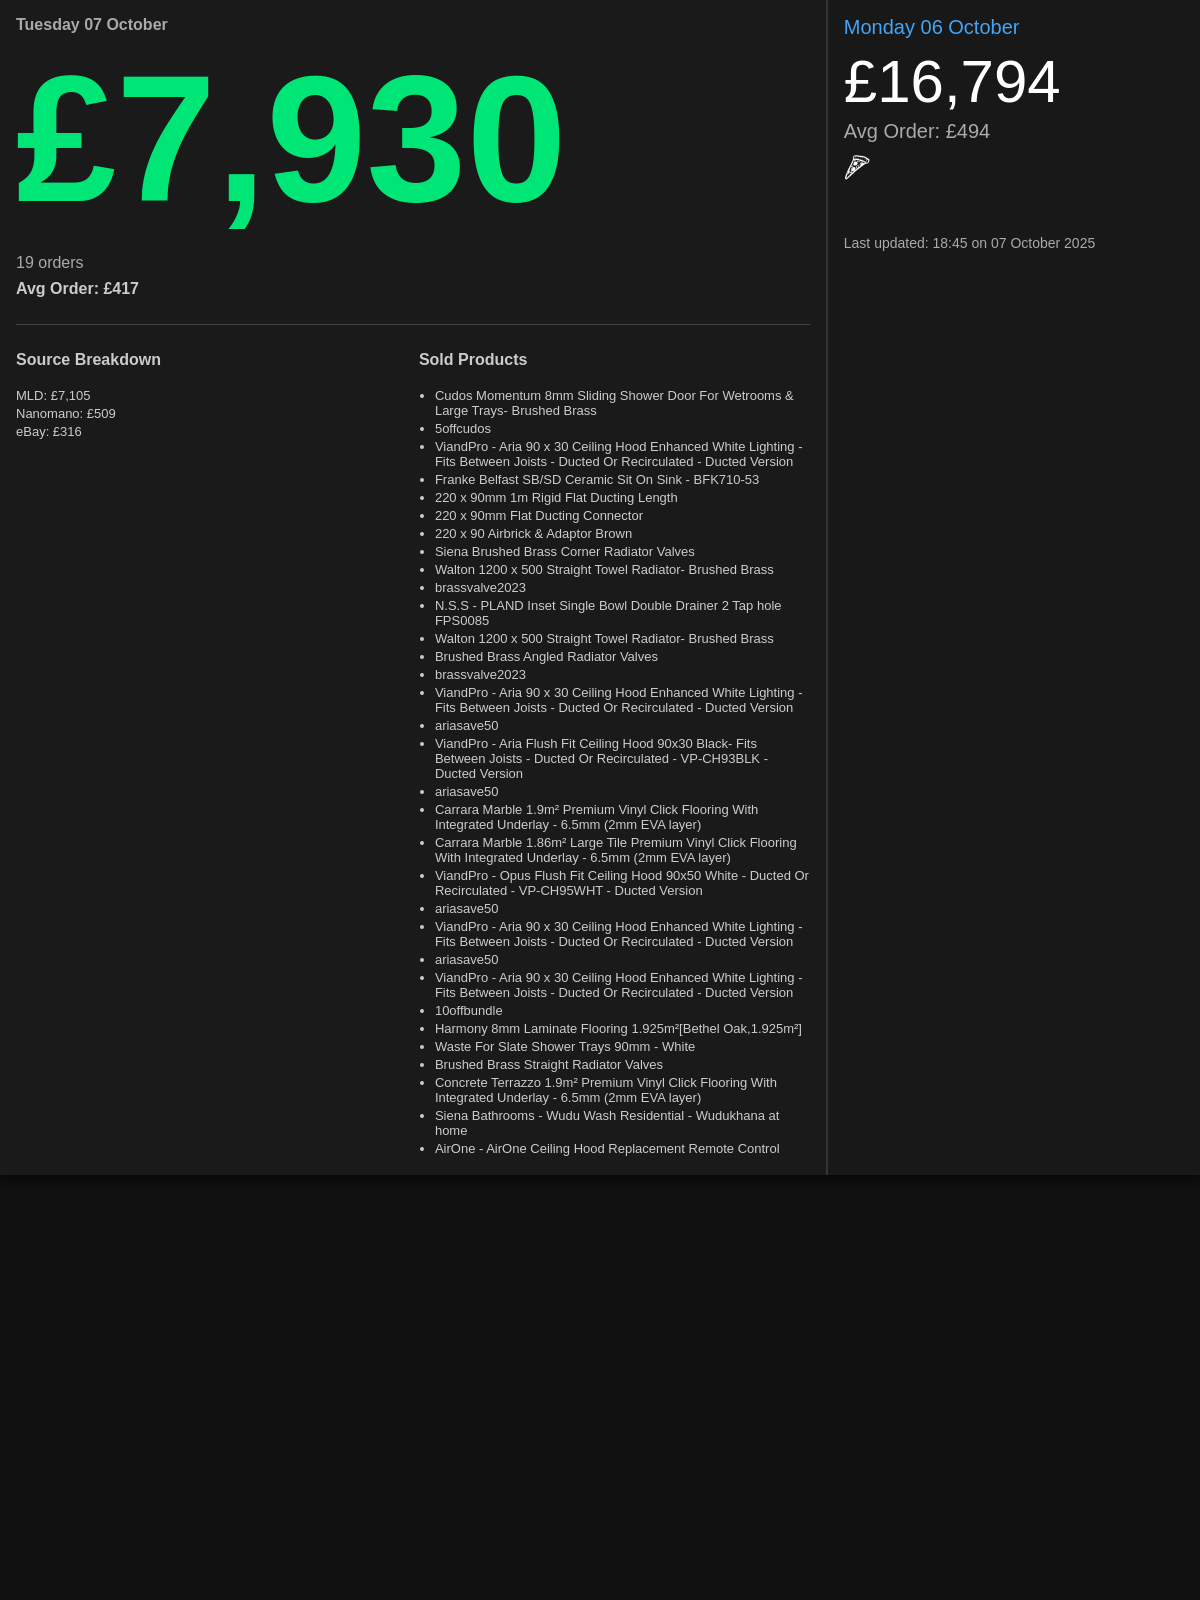 Tuesday 07 October
£7,930
19 orders
Avg Order: £417
Source Breakdown
MLD: £7,105
Nanomano: £509
eBay: £316
Sold Products
• Cudos Momentum 8mm Sliding Shower Door For Wetrooms &
Large Trays- Brushed Brass
• 5offcudos
• ViandPro - Aria 90 x 30 Ceiling Hood Enhanced White Lighting -
Fits Between Joists - Ducted Or Recirculated - Ducted Version
• Franke Belfast SB/SD Ceramic Sit On Sink - BFK710-53
• 220 x 90mm 1m Rigid Flat Ducting Length
• 220 x 90mm Flat Ducting Connector
• 220 x 90 Airbrick & Adaptor Brown
• Siena Brushed Brass Corner Radiator Valves
• Walton 1200 x 500 Straight Towel Radiator- Brushed Brass
• brassvalve2023
• N.S.S - PLAND Inset Single Bowl Double Drainer 2 Tap hole
FPS0085
• Walton 1200 x 500 Straight Towel Radiator- Brushed Brass
• Brushed Brass Angled Radiator Valves
• brassvalve2023
• ViandPro - Aria 90 x 30 Ceiling Hood Enhanced White Lighting -
Fits Between Joists - Ducted Or Recirculated - Ducted Version
• ariasave50
• ViandPro - Aria Flush Fit Ceiling Hood 90x30 Black- Fits
Between Joists - Ducted Or Recirculated - VP-CH93BLK -
Ducted Version
• ariasave50
• Carrara Marble 1.9m² Premium Vinyl Click Flooring With
Integrated Underlay - 6.5mm (2mm EVA layer)
• Carrara Marble 1.86m² Large Tile Premium Vinyl Click Flooring
With Integrated Underlay - 6.5mm (2mm EVA layer)
• ViandPro - Opus Flush Fit Ceiling Hood 90x50 White - Ducted Or
Recirculated - VP-CH95WHT - Ducted Version
• ariasave50
• ViandPro - Aria 90 x 30 Ceiling Hood Enhanced White Lighting -
Fits Between Joists - Ducted Or Recirculated - Ducted Version
• ariasave50
• ViandPro - Aria 90 x 30 Ceiling Hood Enhanced White Lighting -
Fits Between Joists - Ducted Or Recirculated - Ducted Version
• 10offbundle
• Harmony 8mm Laminate Flooring 1.925m²[Bethel Oak,1.925m²]
• Waste For Slate Shower Trays 90mm - White
• Brushed Brass Straight Radiator Valves
• Concrete Terrazzo 1.9m² Premium Vinyl Click Flooring With
Integrated Underlay - 6.5mm (2mm EVA layer)
• Siena Bathrooms - Wudu Wash Residential - Wudukhana at
home
• AirOne - AirOne Ceiling Hood Replacement Remote Control
Monday 06 October
£16,794
Avg Order: £494
Last updated: 18:45 on 07 October 2025